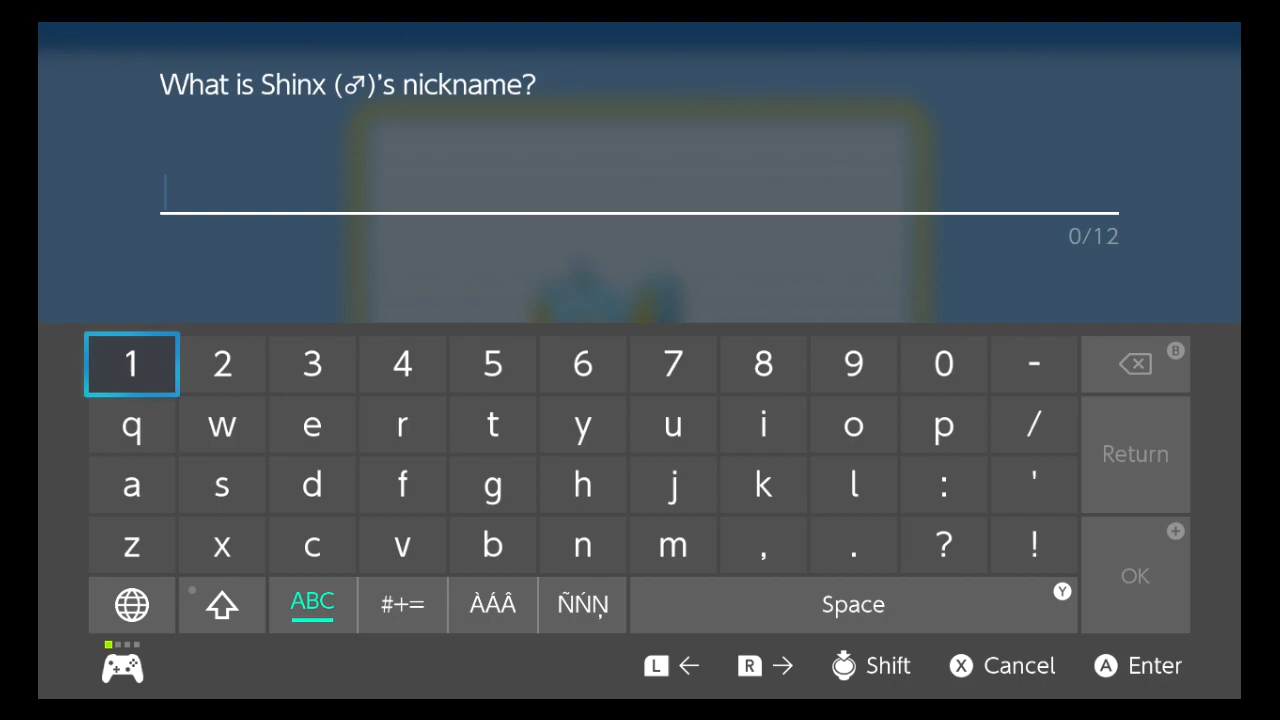 What is Shinx (♂)'s nickname?
0/12
1 2 3 4 5 6 7 8 9 0 - B
q w e r t y u i o p / Return
a s d f g h j k l : '
z x c v b n m , . ? ! +
OK
ABC #+= ÀÁÂ ÑŃŅ Space Y
L ← R → Shift X Cancel A Enter